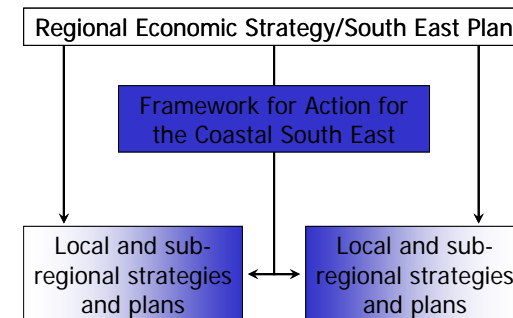 Regional Economic Strategy/South East Plan
Framework for Action for
the Coastal South East
Local and sub-
regional strategies
and plans
Local and sub-
regional strategies
and plans